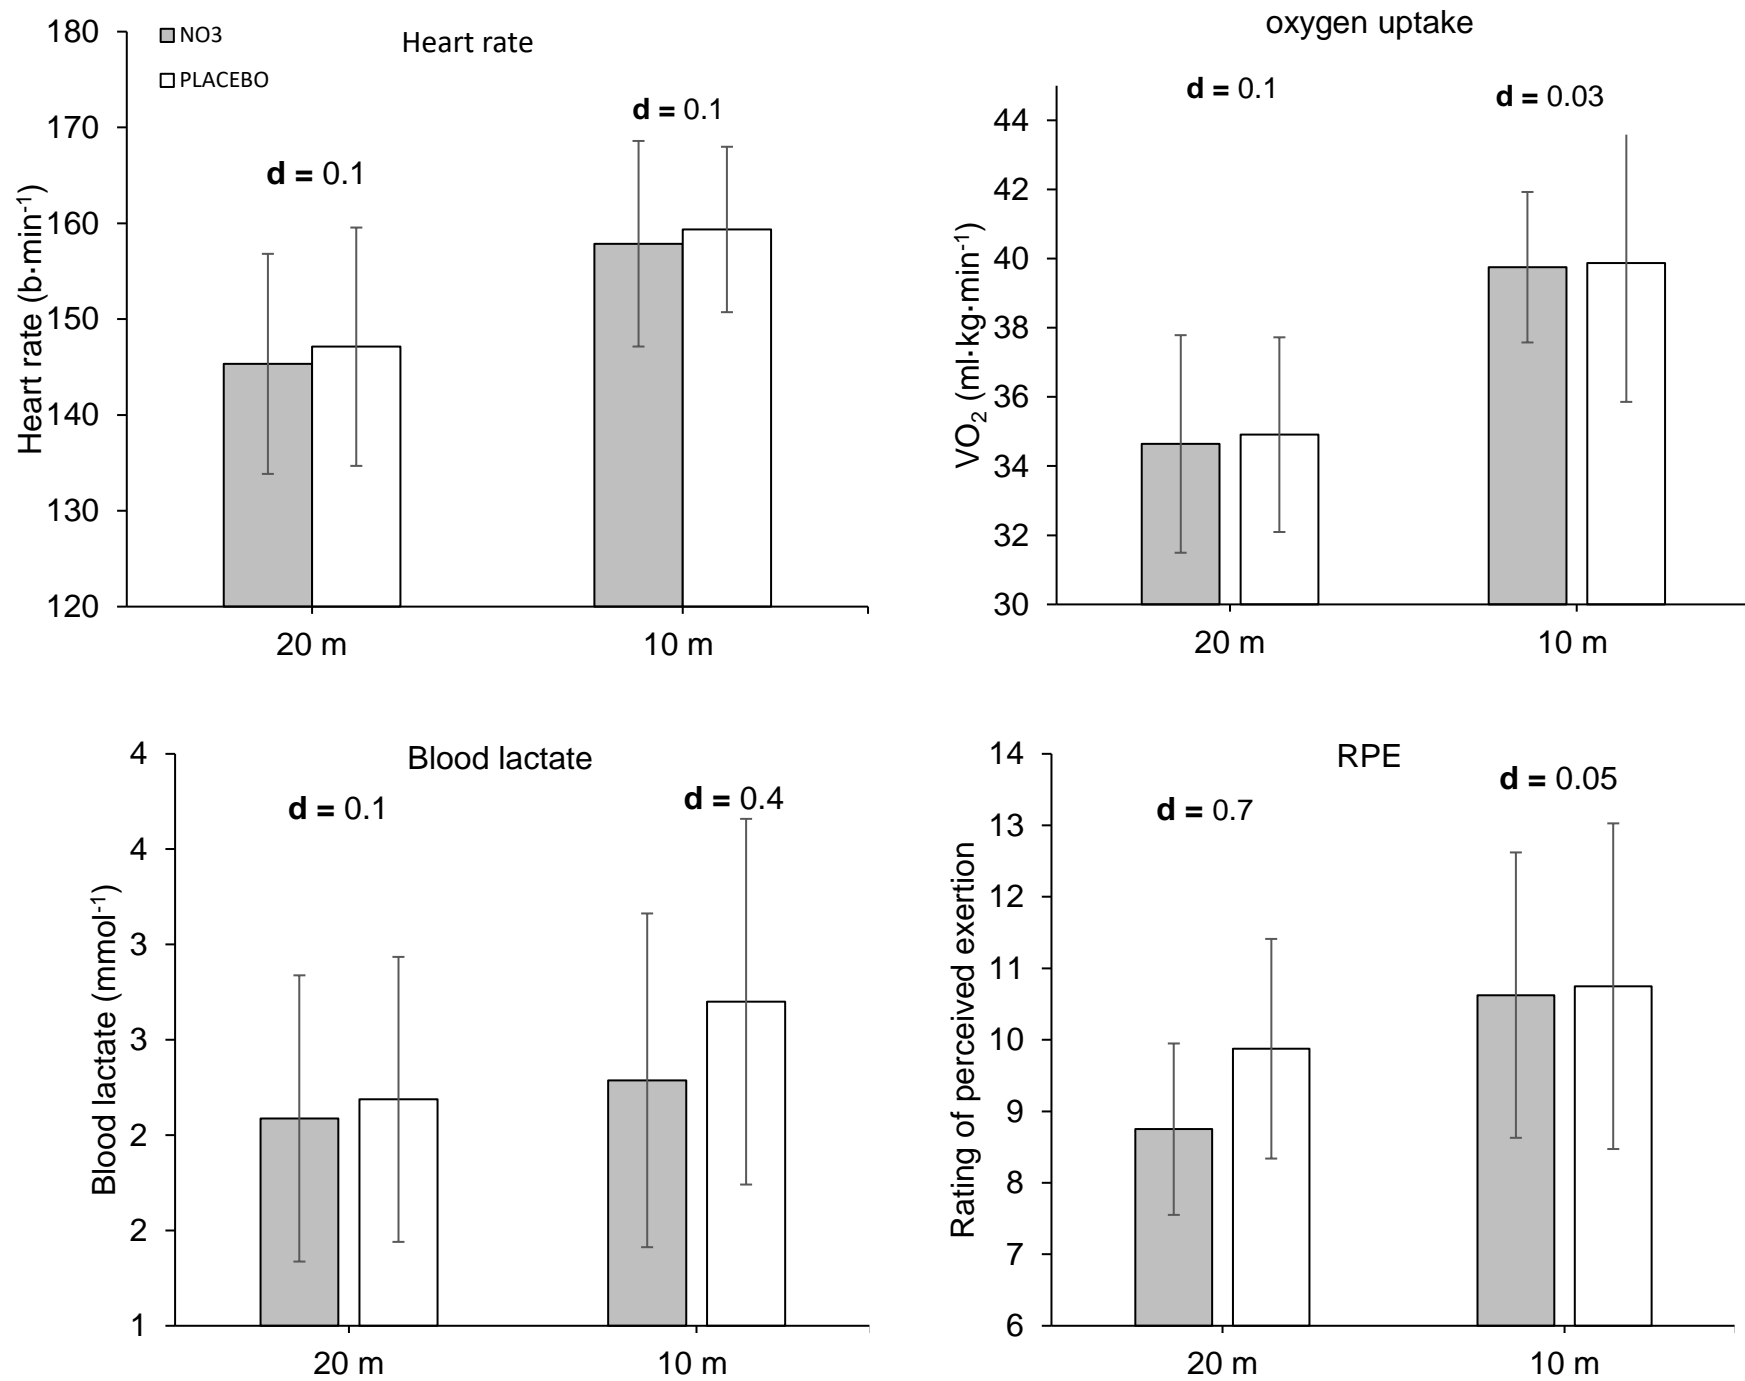 Heart rate
NO3
PLACEBO
d = 0.1
d = 0.1
Heart rate (b·min-1)
180
170
160
150
140
130
120
20 m
10 m
oxygen uptake
d = 0.1
d = 0.03
VO2 (ml·kg·min-1)
44
42
40
38
36
34
32
30
20 m
10 m
Blood lactate
d = 0.1
d = 0.4
Blood lactate (mmol-1)
4
4
3
3
2
2
1
20 m
10 m
RPE
d = 0.7
d = 0.05
Rating of perceived exertion
14
13
12
11
10
9
8
7
6
20 m
10 m